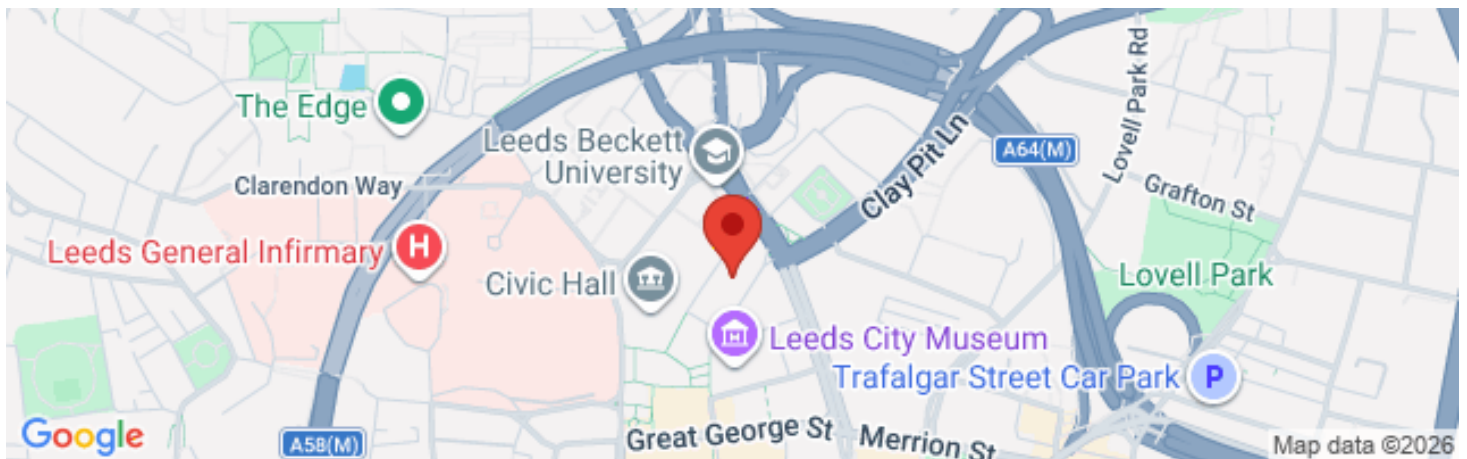 The Edge
Leeds Beckett
University
Clay Pit Ln
A64(M)
Lovell Park Rd
Clarendon Way
Grafton St
Leeds General Infirmary
H
Civic Hall
Lovell Park
Leeds City Museum
Trafalgar Street Car Park
P
Google
A58(M)
Great George St
Merrion St
Map data ©2026